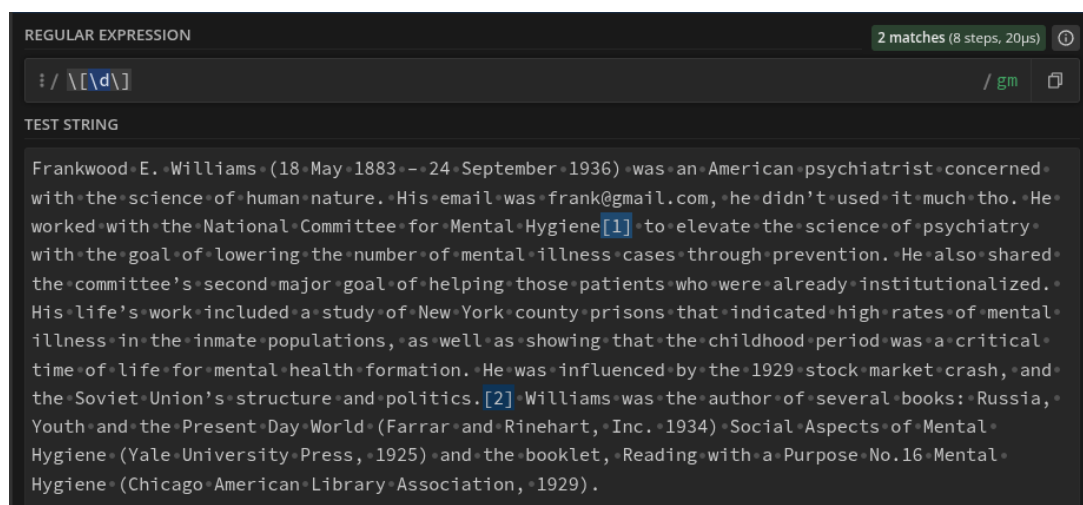 REGULAR EXPRESSION
2 matches (8 steps, 20µs)
/ \[\d\] / gm
TEST STRING
Frankwood E. Williams (18 May 1883 – 24 September 1936) was an American psychiatrist concerned
with the science of human nature. His email was frank@gmail.com, he didn’t used it much tho. He
worked with the National Committee for Mental Hygiene[1] to elevate the science of psychiatry
with the goal of lowering the number of mental illness cases through prevention. He also shared
the committee’s second major goal of helping those patients who were already institutionalized.
His life’s work included a study of New York county prisons that indicated high rates of mental
illness in the inmate populations, as well as showing that the childhood period was a critical
time of life for mental health formation. He was influenced by the 1929 stock market crash, and
the Soviet Union’s structure and politics.[2] Williams was the author of several books: Russia,
Youth and the Present Day World (Farrar and Rinehart, Inc. 1934) Social Aspects of Mental
Hygiene (Yale University Press, 1925) and the booklet, Reading with a Purpose No.16 Mental
Hygiene (Chicago American Library Association, 1929).